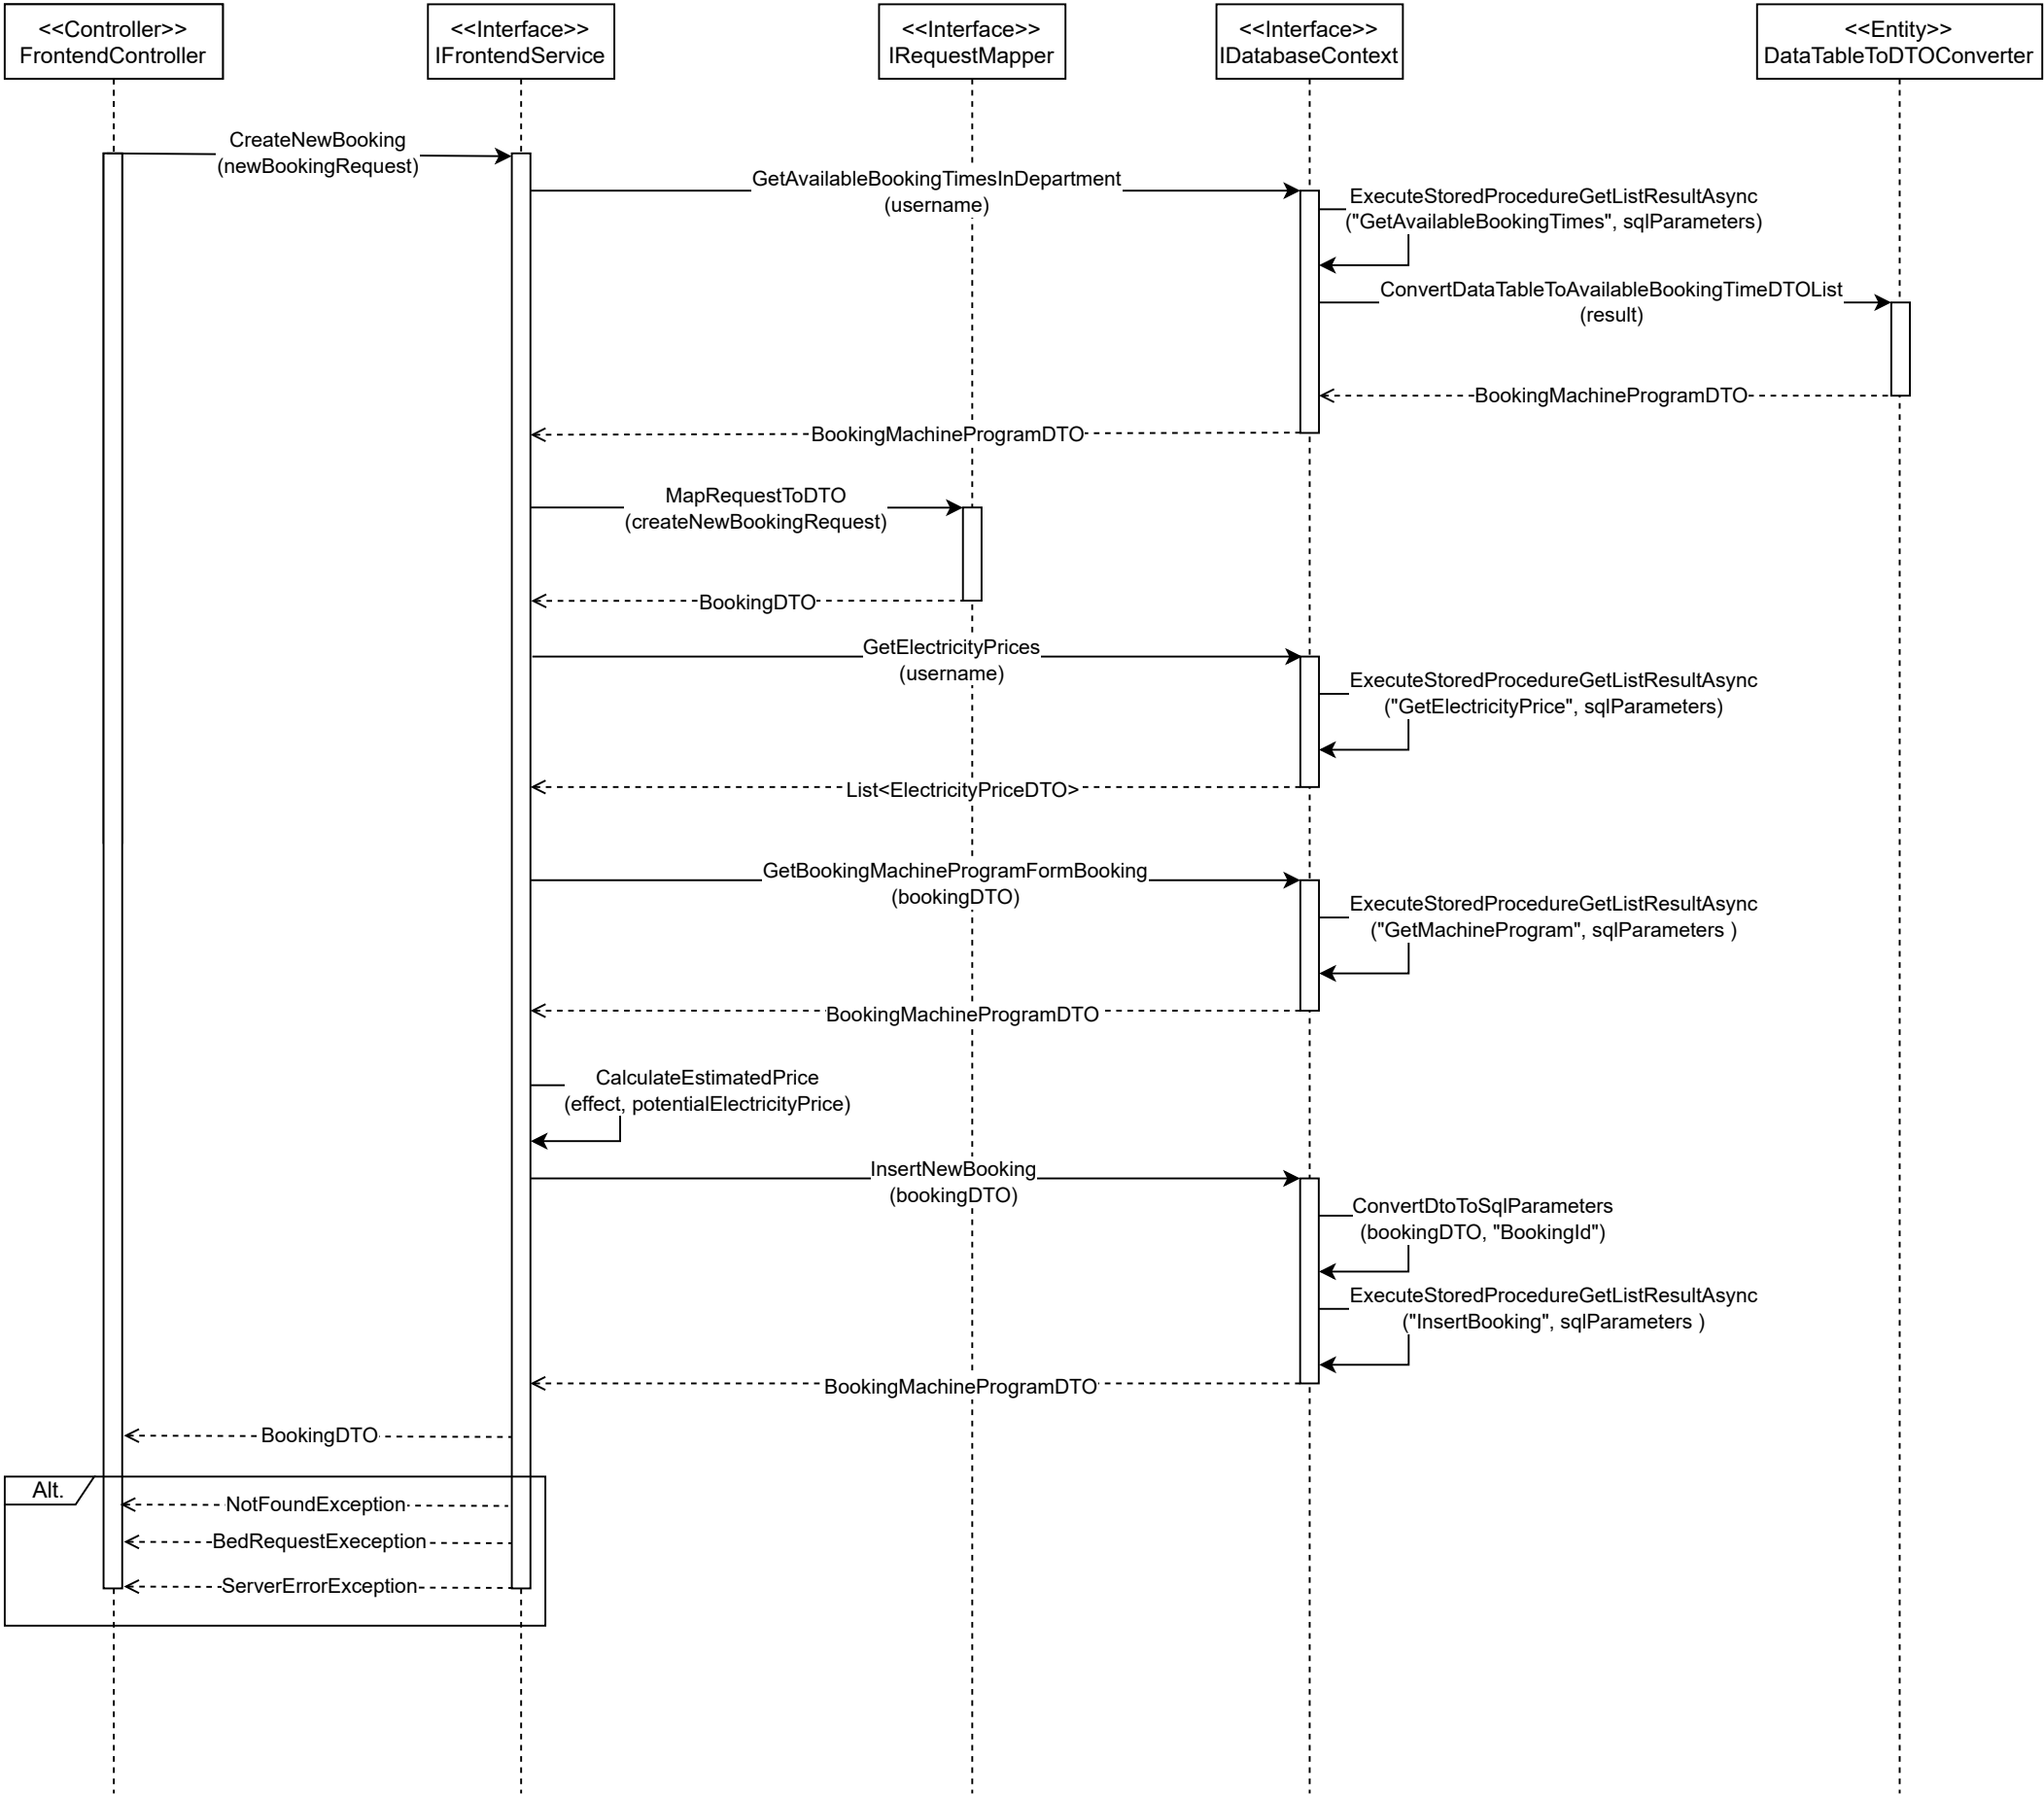 <<Controller>>
FrontendController
<<Interface>>
IFrontendService
<<Interface>>
IRequestMapper
<<Interface>>
IDatabaseContext
<<Entity>>
DataTableToDTOConverter
CreateNewBooking
(newBookingRequest)
GetAvailableBookingTimesInDepartment
(username)
ExecuteStoredProcedureGetListResultAsync
("GetAvailableBookingTimes", sqlParameters)
ConvertDataTableToAvailableBookingTimeDTOList
(result)
BookingMachineProgramDTO
BookingMachineProgramDTO
MapRequestToDTO
(createNewBookingRequest)
BookingDTO
GetElectricityPrices
(username)
ExecuteStoredProcedureGetListResultAsync
("GetElectricityPrice", sqlParameters)
List<ElectricityPriceDTO>
GetBookingMachineProgramFormBooking
(bookingDTO)
ExecuteStoredProcedureGetListResultAsync
("GetMachineProgram", sqlParameters )
BookingMachineProgramDTO
CalculateEstimatedPrice
(effect, potentialElectricityPrice)
InsertNewBooking
(bookingDTO)
ConvertDtoToSqlParameters
(bookingDTO, "BookingId")
ExecuteStoredProcedureGetListResultAsync
("InsertBooking", sqlParameters )
BookingMachineProgramDTO
BookingDTO
Alt.
NotFoundException
BedRequestExeception
ServerErrorException